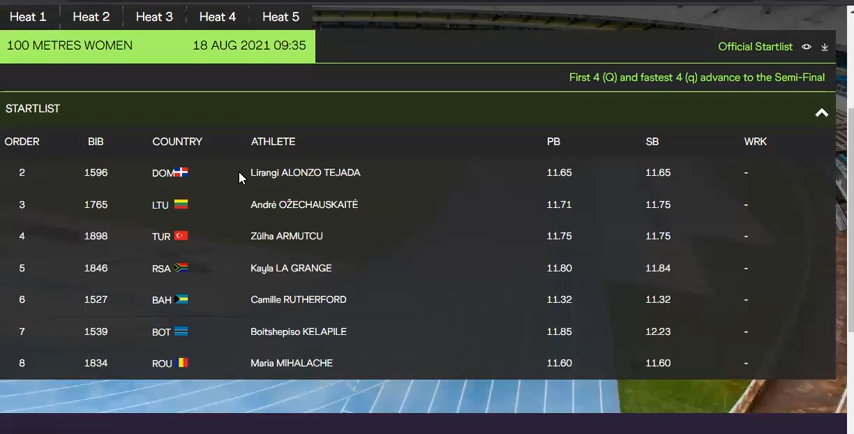 Heat 1 Heat 2 Heat 3 Heat 4 Heat 5
100 METRES WOMEN 18 AUG 2021 09:35 Official Startlist
First 4 (Q) and fastest 4 (q) advance to the Semi-Final
STARTLIST
ORDER BIB COUNTRY ATHLETE PB SB WRK
2 1596 DOM Lirangi ALONZO TEJADA 11.65 11.65 -
3 1765 LTU Andrė OŽECHAUSKAITĖ 11.71 11.75 -
4 1898 TUR Zülha ARMUTCU 11.75 11.75 -
5 1846 RSA Kayla LA GRANGE 11.80 11.84 -
6 1527 BAH Camille RUTHERFORD 11.32 11.32 -
7 1539 BOT Boitshepiso KELAPILE 11.85 12.23 -
8 1834 ROU Maria MIHALACHE 11.60 11.60 -